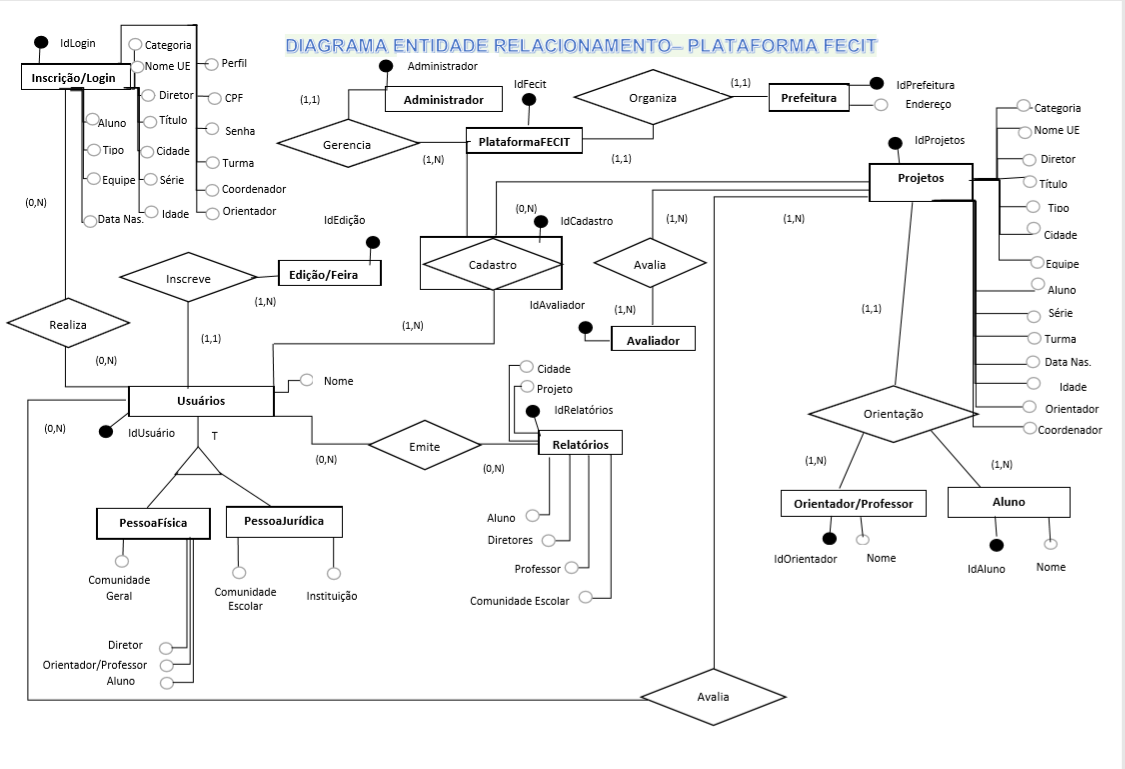 DIAGRAMA ENTIDADE RELACIONAMENTO– PLATAFORMA FECIT
IdLogin
Inscrição/Login
Categoria
Nome UE
Diretor
Título
Cidade
Série
Idade
Perfil
CPF
Senha
Turma
Coordenador
Orientador
Aluno
Tipo
Equipe
Data Nas.
(0,N)
Realiza
(0,N)
Administrador
Administrador
(1,1)
Gerencia
(1,N)
IdFecit
PlataformaFECIT
Organiza
(1,1)
(1,1)
Prefeitura
IdPrefeitura
Endereço
IdProjetos
Projetos
Categoria
Nome UE
Diretor
Título
Tipo
Cidade
Equipe
Aluno
Série
Turma
Data Nas.
Idade
Orientador
Coordenador
IdEdição
Edição/Feira
Inscreve
(1,N)
(1,1)
(0,N)
IdCadastro
Cadastro
(1,N)
(1,N)
Avalia
(1,N)
IdAvaliador
Avaliador
(1,N)
(1,1)
Orientação
(1,N)
(1,N)
Orientador/Professor
IdOrientador
Nome
Aluno
IdAluno
Nome
Usuários
Nome
IdUsuário
(0,N)
T
PessoaFísica
PessoaJurídica
Comunidade
Geral
Comunidade
Escolar
Instituição
Diretor
Orientador/Professor
Aluno
(0,N)
Emite
(0,N)
Cidade
Projeto
IdRelatórios
Relatórios
Aluno
Diretores
Professor
Comunidade Escolar
Avalia